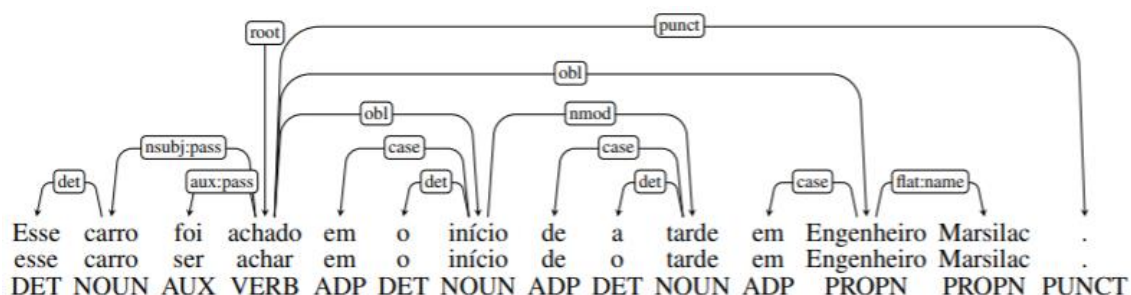 root
punct
obl
obl
nmod
nsubj:pass
case
case
det
aux:pass
det
det
case
flat:name
Esse carro foi achado em o início de a tarde em Engenheiro Marsilac .
esse carro ser achar em o início de o tarde em Engenheiro Marsilac .
DET NOUN AUX VERB ADP DET NOUN ADP DET NOUN ADP PROPN PROPN PUNCT